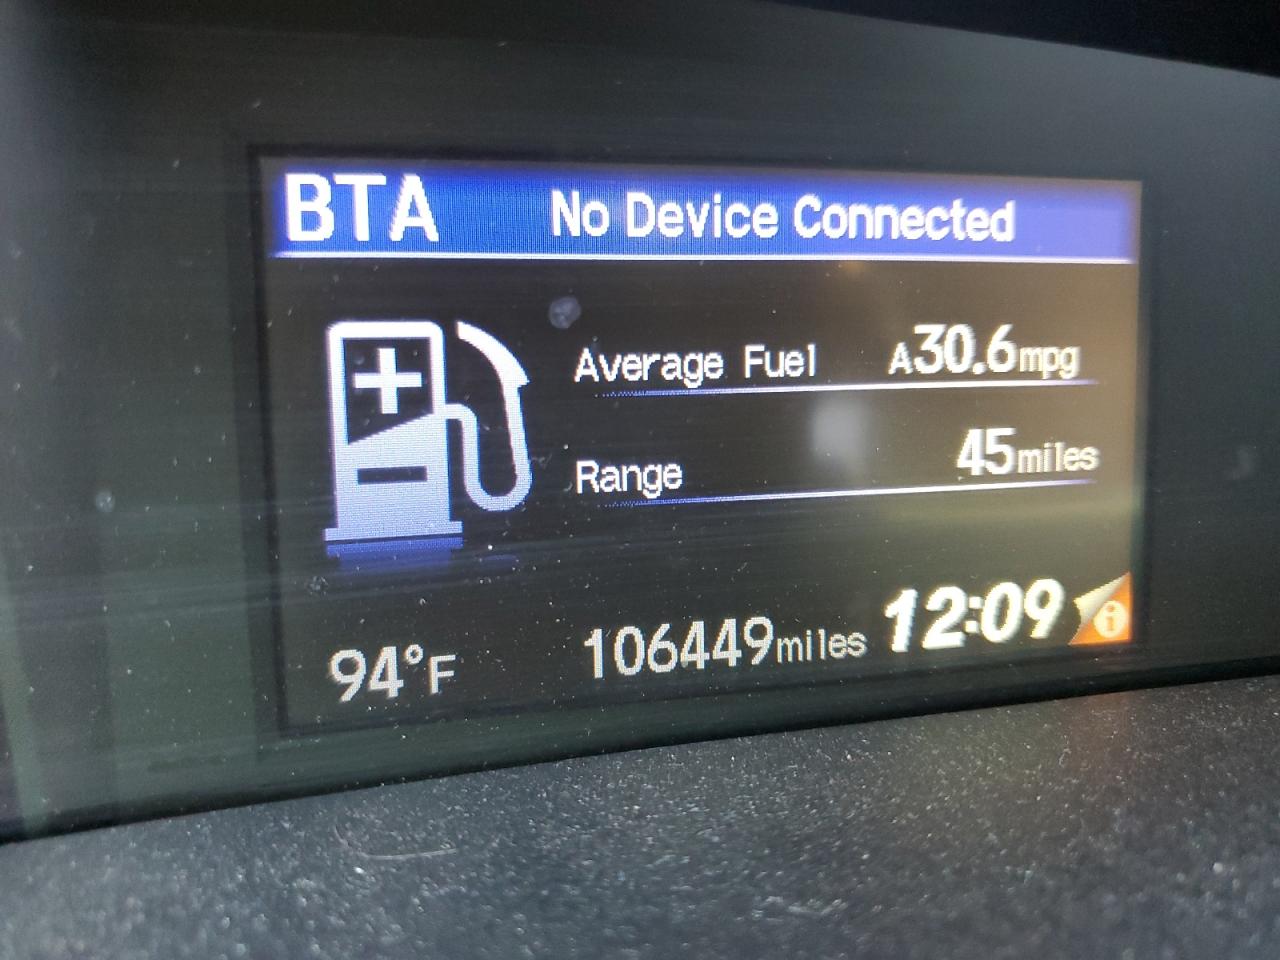 BTA No Device Connected
Average Fuel A30.6mpg
Range 45miles
94°F 106449miles 12:09 i